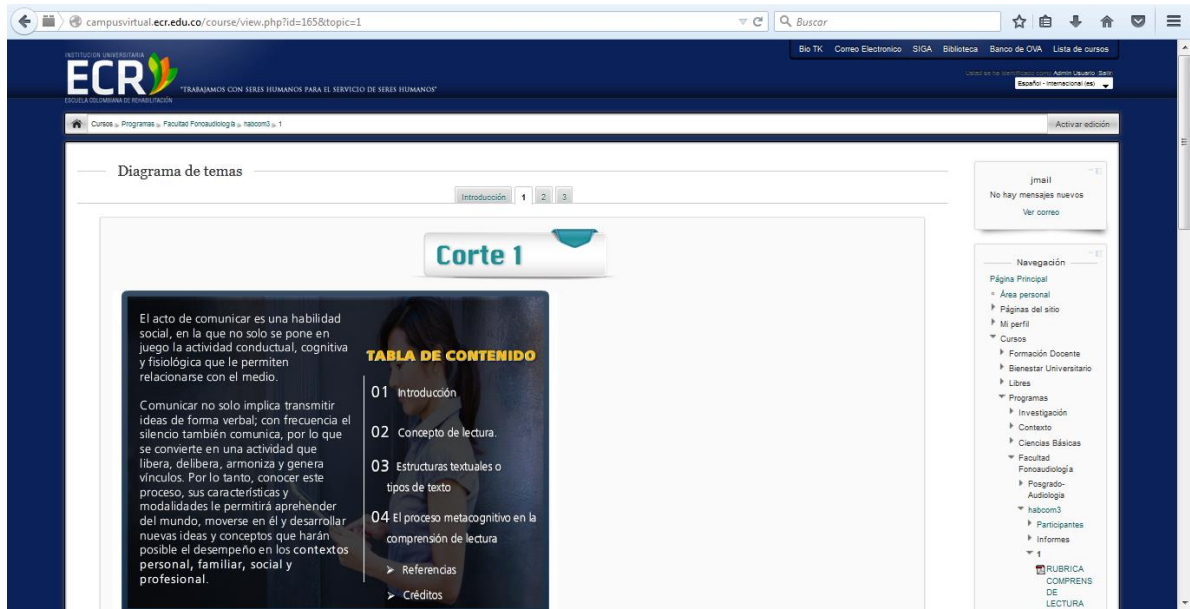 campusvirtual.ecr.edu.co/course/view.php?id=165&topic=1
Buscar
INSTITUCIÓN UNIVERSITARIA
ECR
ESCUELA COLOMBIANA DE REHABILITACIÓN
"TRABAJAMOS CON SERES HUMANOS PARA EL SERVICIO DE SERES HUMANOS"
Bio TK Correo Electronico SIGA Biblioteca Banco de OVA Lista de cursos
Usted se ha identificado como Admin Usuario Salir
Español - Internacional (es)
Cursos Programas Facultad Fonoaudiología habcom3 1
Activar edición
Diagrama de temas
Introducción 1 2 3
Corte 1
El acto de comunicar es una habilidad
social, en la que no solo se pone en
juego la actividad conductual, cognitiva
y fisiológica que le permiten
relacionarse con el medio.
Comunicar no solo implica transmitir
ideas de forma verbal; con frecuencia el
silencio también comunica, por lo que
se convierte en una actividad que
libera, delibera, armoniza y genera
vínculos. Por lo tanto, conocer este
proceso, sus características y
modalidades le permitirá aprehender
del mundo, moverse en él y desarrollar
nuevas ideas y conceptos que harán
posible el desempeño en los contextos
personal, familiar, social y
profesional.
TABLA DE CONTENIDO
01 Introducción
02 Concepto de lectura.
03 Estructuras textuales o
tipos de texto
04 El proceso metacognitivo en la
comprensión de lectura
➢ Referencias
➢ Créditos
jmail
No hay mensajes nuevos
Ver correo
Navegación
Página Principal
Área personal
Páginas del sitio
Mi perfil
Cursos
Formación Docente
Bienestar Universitario
Libres
Programas
Investigación
Contexto
Ciencias Básicas
Facultad
Fonoaudiología
Posgrado-
Audiologia
habcom3
Participantes
Informes
1
RUBRICA
COMPRENS
DE
LECTURA